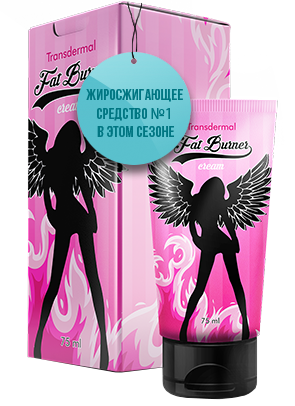 Transdermal
Fat Burner
cream
ЖИРОСЖИГАЮЩЕЕ
СРЕДСТВО №1
В ЭТОМ СЕЗОНЕ
75 ml
Transdermal
Fat Burner
cream
75 ml